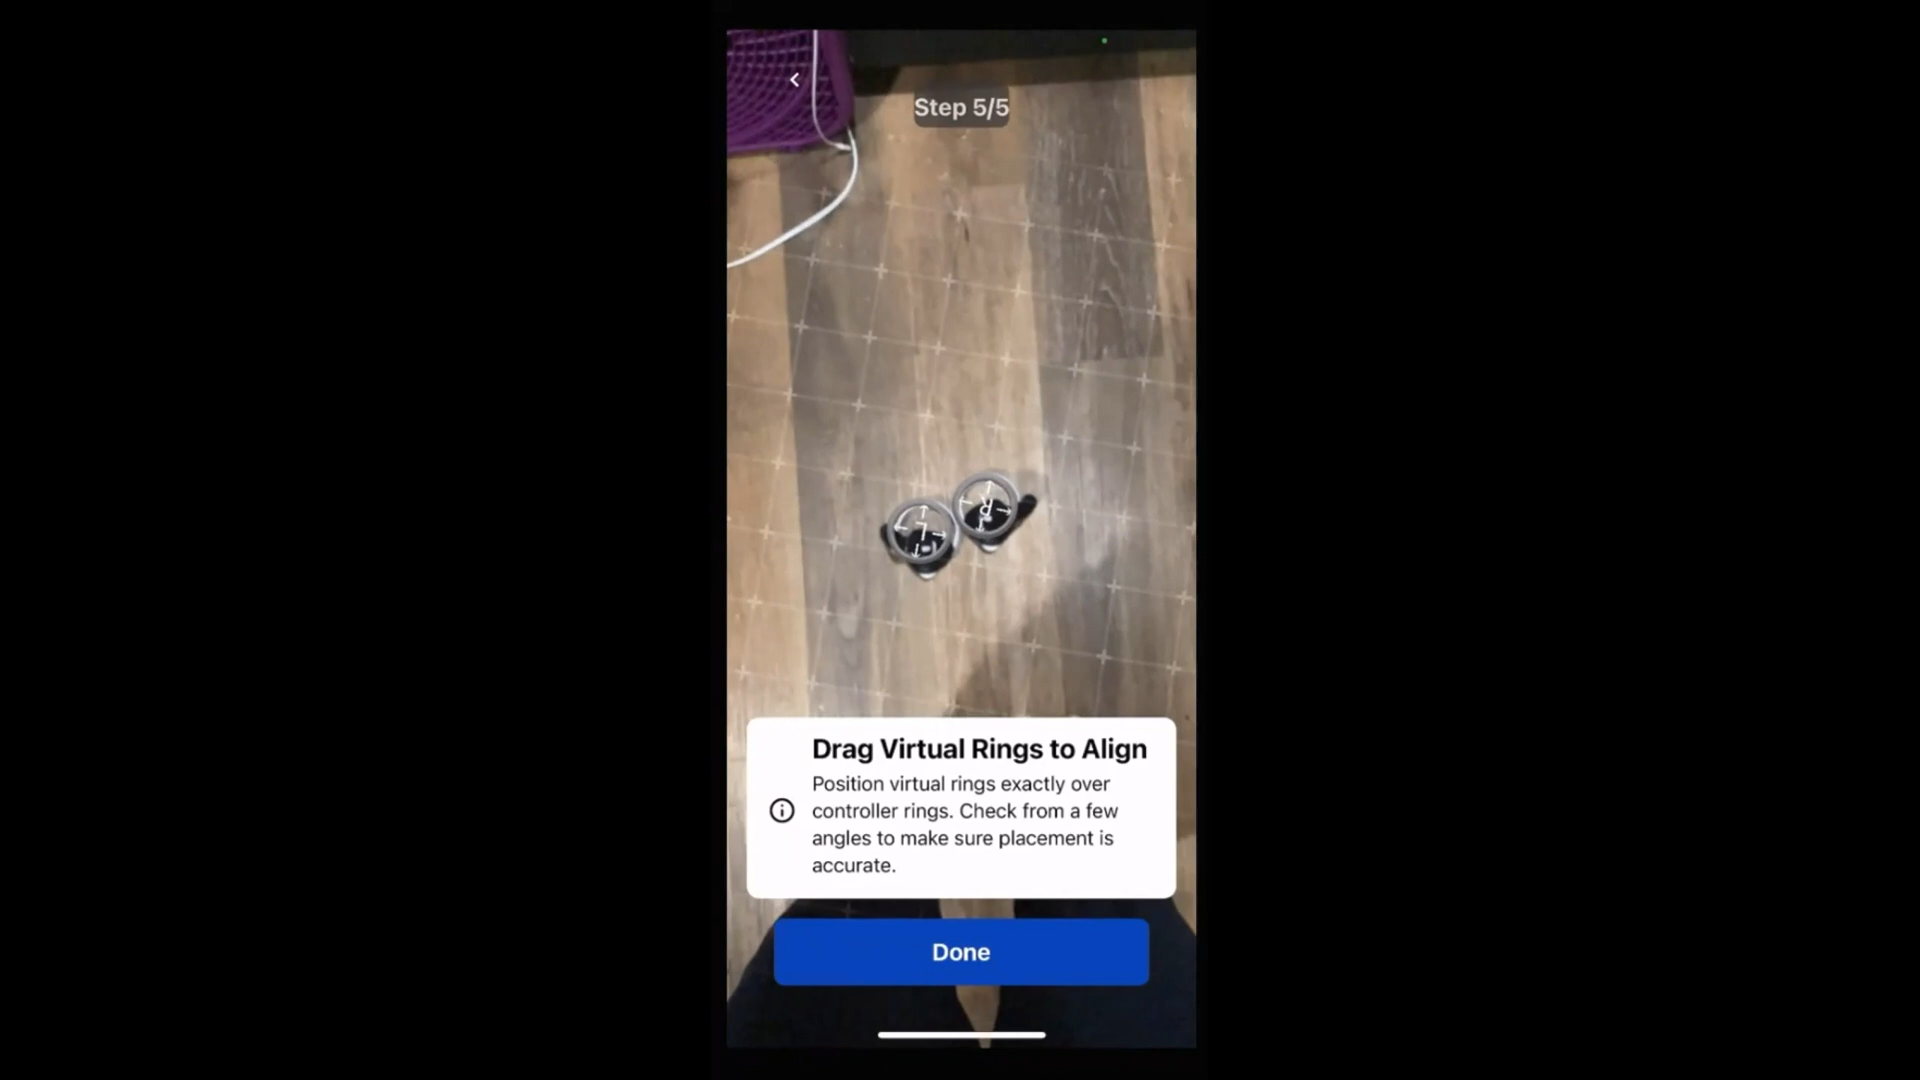 Step 5/5
L
R
Drag Virtual Rings to Align
Position virtual rings exactly over
controller rings. Check from a few
angles to make sure placement is
accurate.
Done